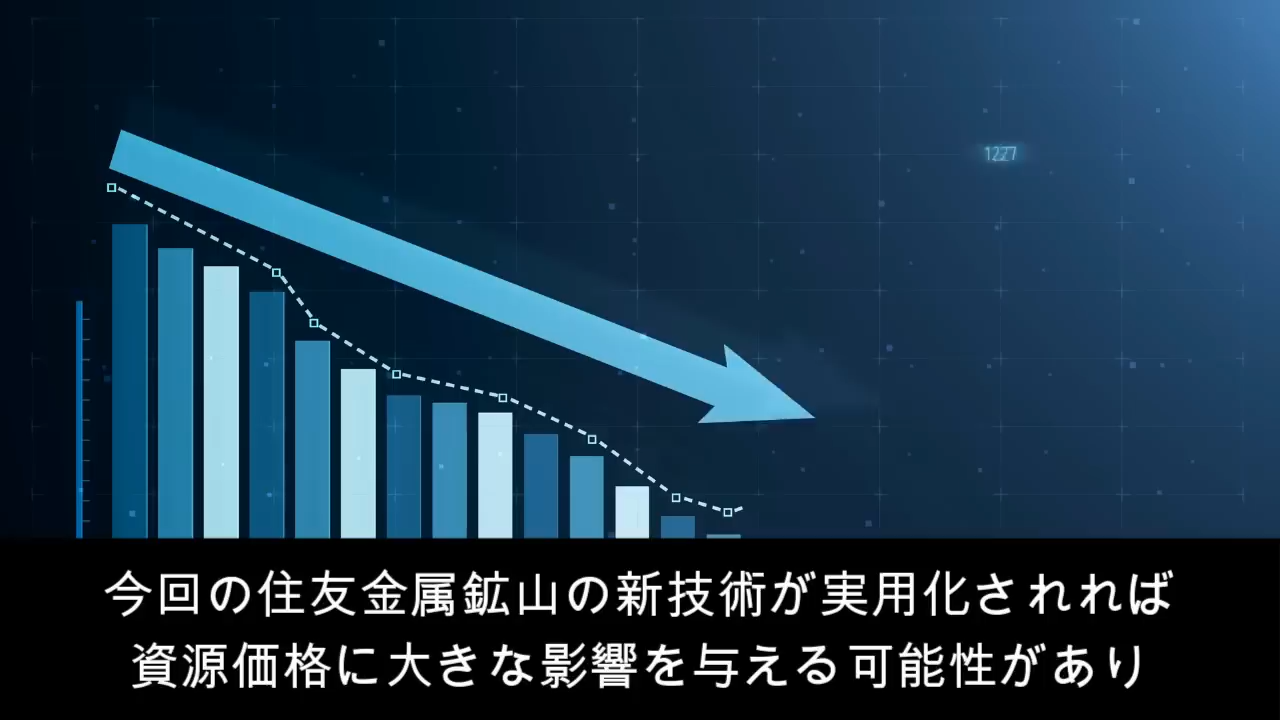 1227
今回の住友金属鉱山の新技術が実用化されれば
資源価格に大きな影響を与える可能性があり